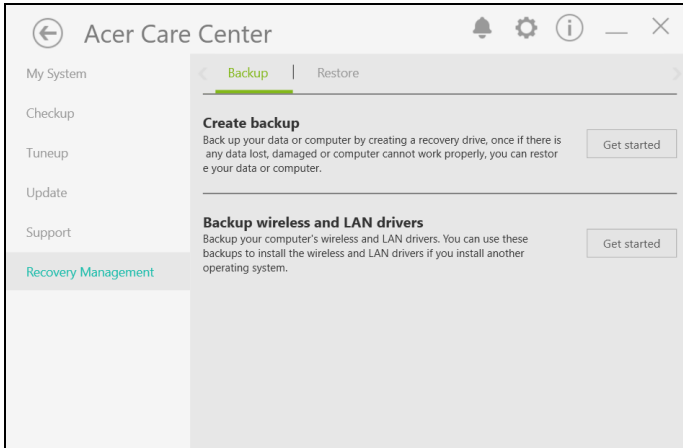 Acer Care Center
My System
Checkup
Tuneup
Update
Support
Recovery Management
Backup | Restore
Create backup
Back up your data or computer by creating a recovery drive, once if there is
any data lost, damaged or computer cannot work properly, you can restor
e your data or computer.
Get started
Backup wireless and LAN drivers
Backup your computer's wireless and LAN drivers. You can use these
backups to install the wireless and LAN drivers if you install another
operating system.
Get started